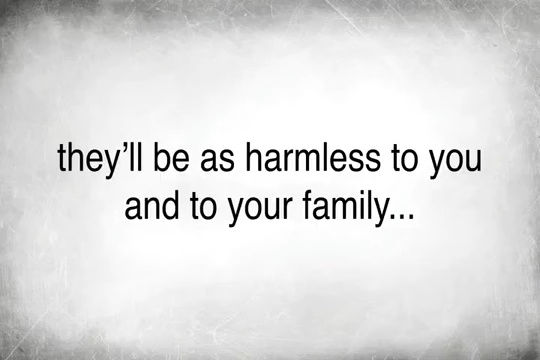 they’ll be as harmless to you
and to your family...